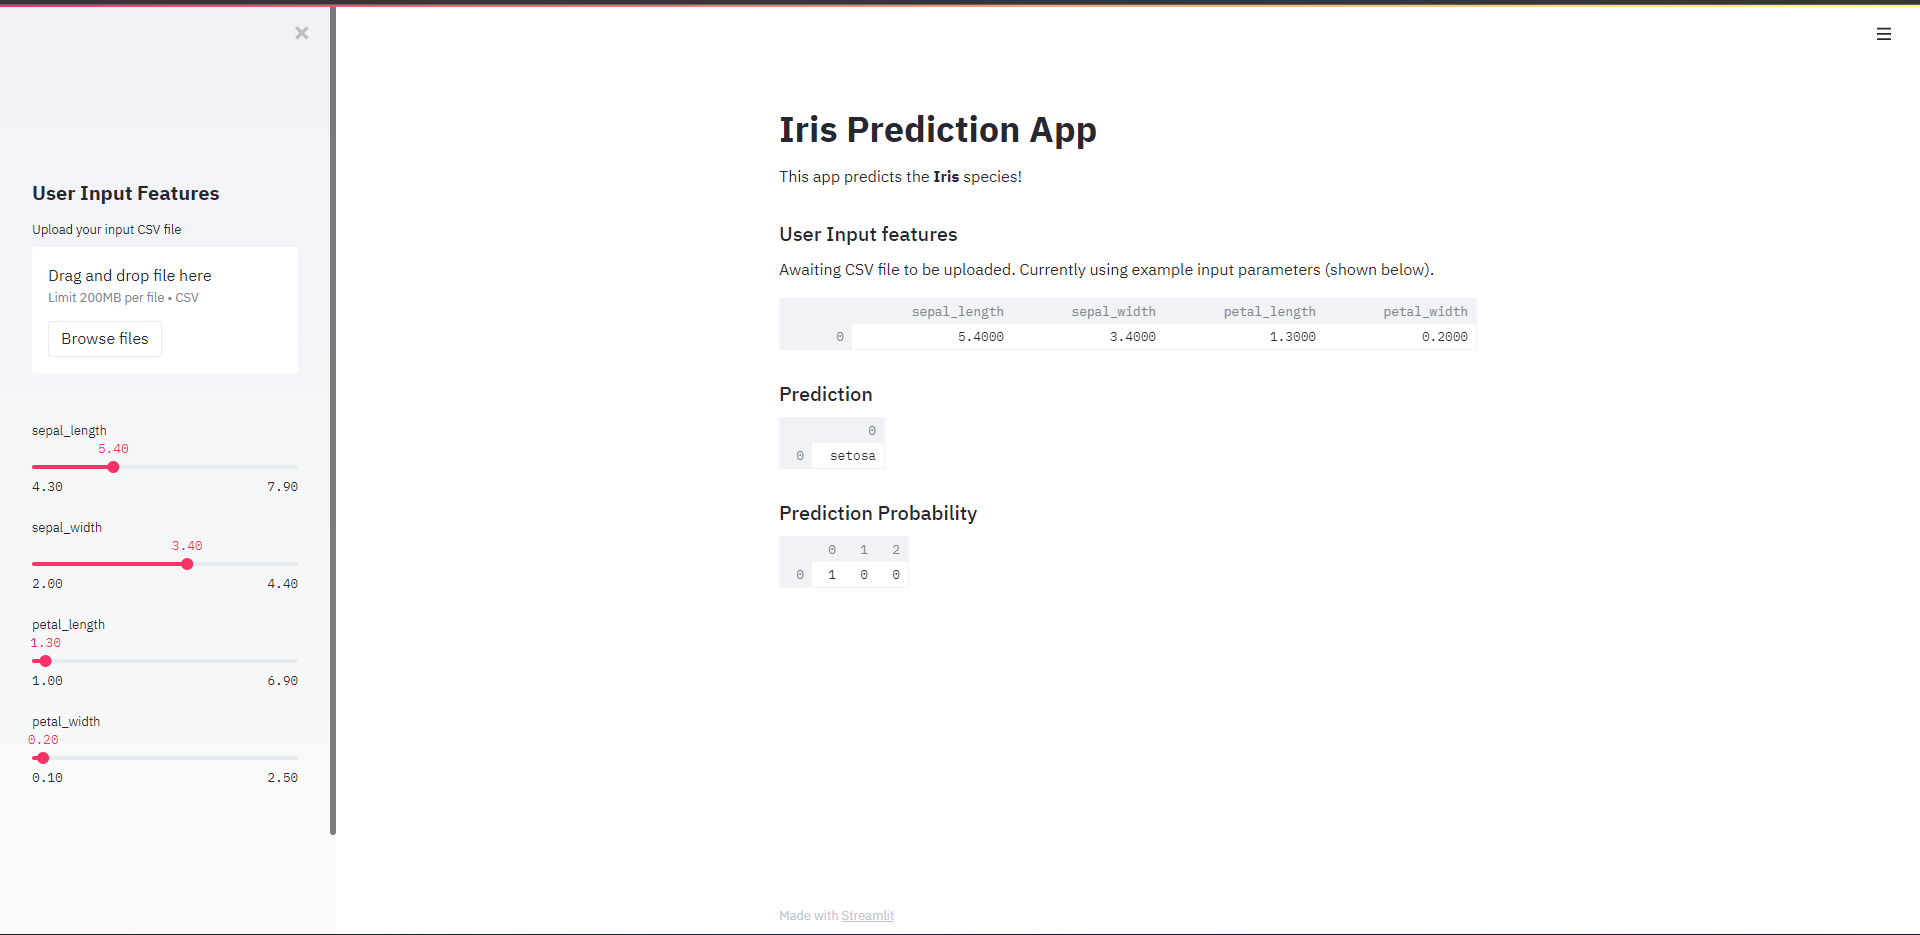 User Input Features
Upload your input CSV file
Drag and drop file here
Limit 200MB per file • CSV
Browse files
sepal_length
5.40
4.30 7.90
sepal_width
3.40
2.00 4.40
petal_length
1.30
1.00 6.90
petal_width
0.20
0.10 2.50
Iris Prediction App
This app predicts the Iris species!
User Input features
Awaiting CSV file to be uploaded. Currently using example input parameters (shown below).
sepal_length sepal_width petal_length petal_width
0 5.4000 3.4000 1.3000 0.2000
Prediction
0
0 setosa
Prediction Probability
0 1 2
0 1 0 0
Made with Streamlit